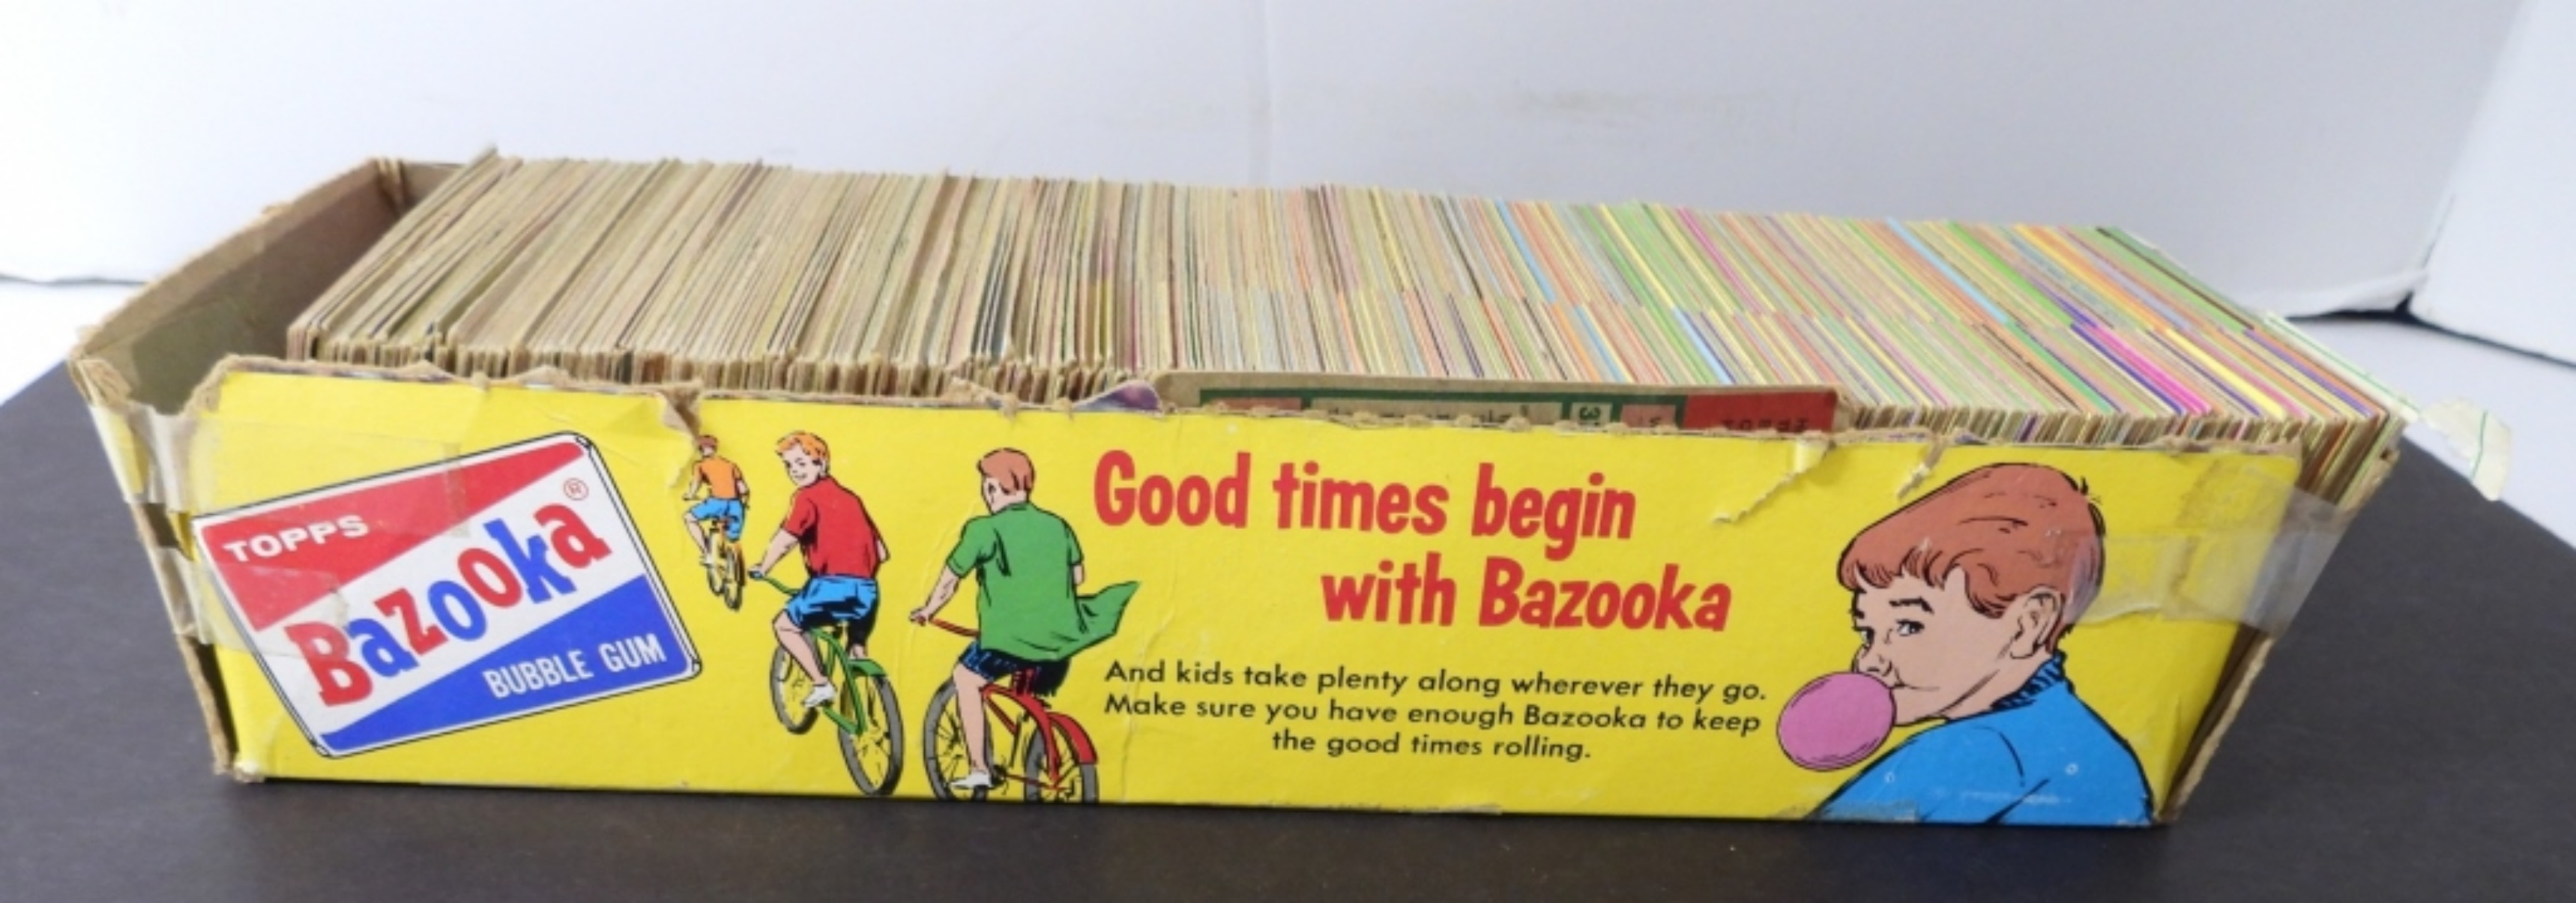 TOPPS
Bazooka®
BUBBLE GUM
Good times begin
with Bazooka
And kids take plenty along wherever they go.
Make sure you have enough Bazooka to keep
the good times rolling.